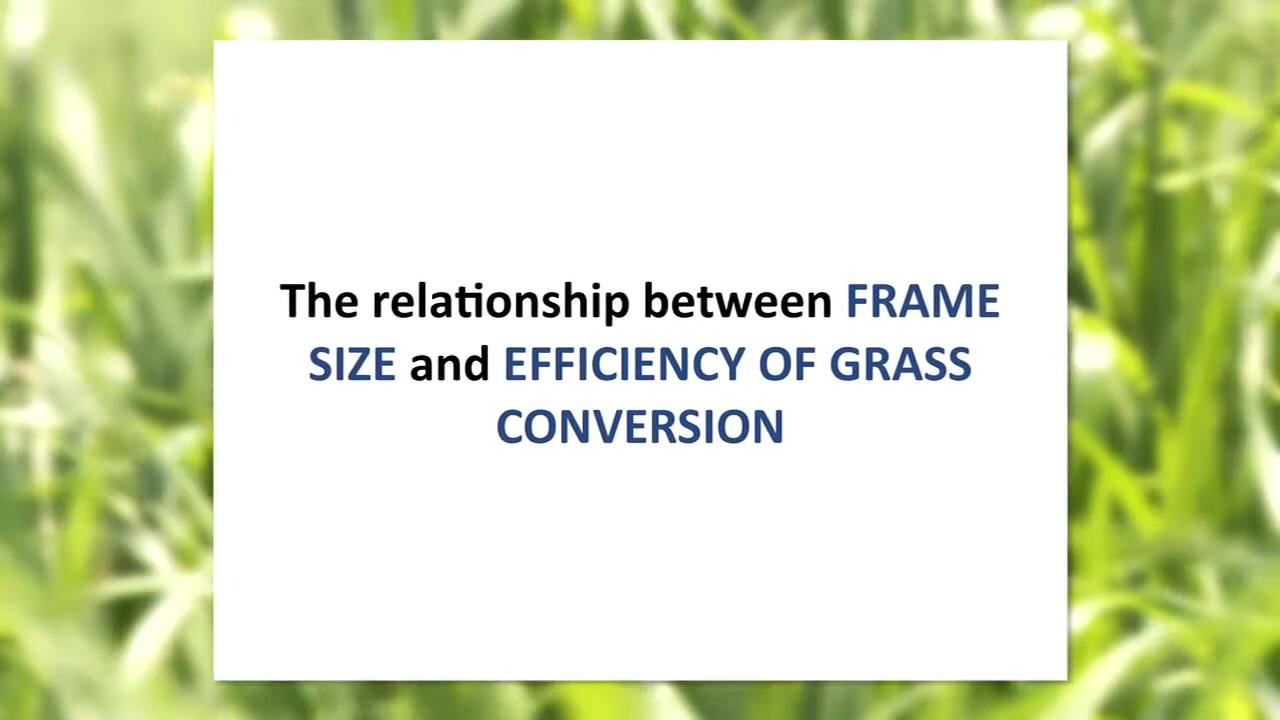 The relationship between FRAME
SIZE and EFFICIENCY OF GRASS
CONVERSION